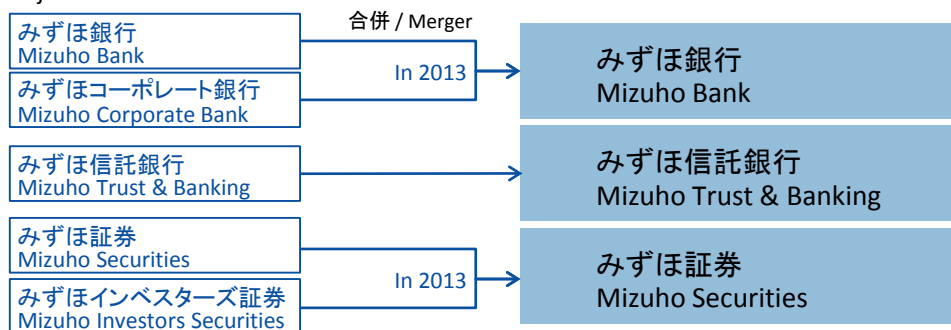 合併 / Merger
みずほ銀行
Mizuho Bank
みずほコーポレート銀行
Mizuho Corporate Bank
In 2013
みずほ銀行
Mizuho Bank
みずほ信託銀行
Mizuho Trust & Banking
みずほ信託銀行
Mizuho Trust & Banking
みずほ証券
Mizuho Securities
みずほインベスターズ証券
Mizuho Investors Securities
In 2013
みずほ証券
Mizuho Securities